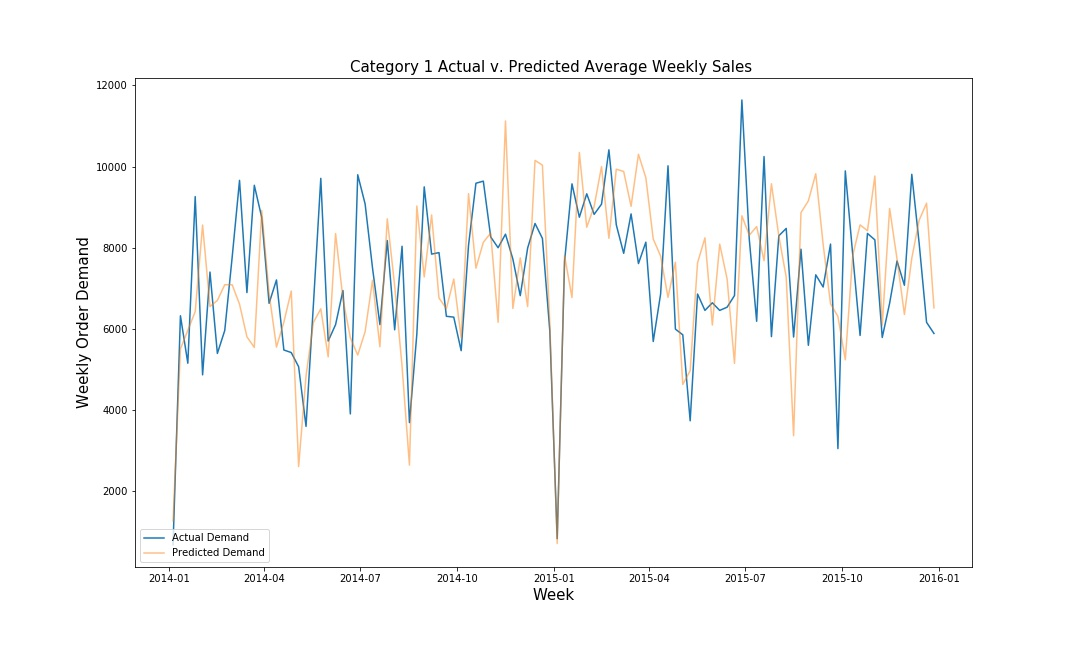 Category 1 Actual v. Predicted Average Weekly Sales
Weekly Order Demand
12000
10000
8000
6000
4000
2000
Actual Demand
Predicted Demand
2014-01 2014-04 2014-07 2014-10 2015-01 2015-04 2015-07 2015-10 2016-01
Week